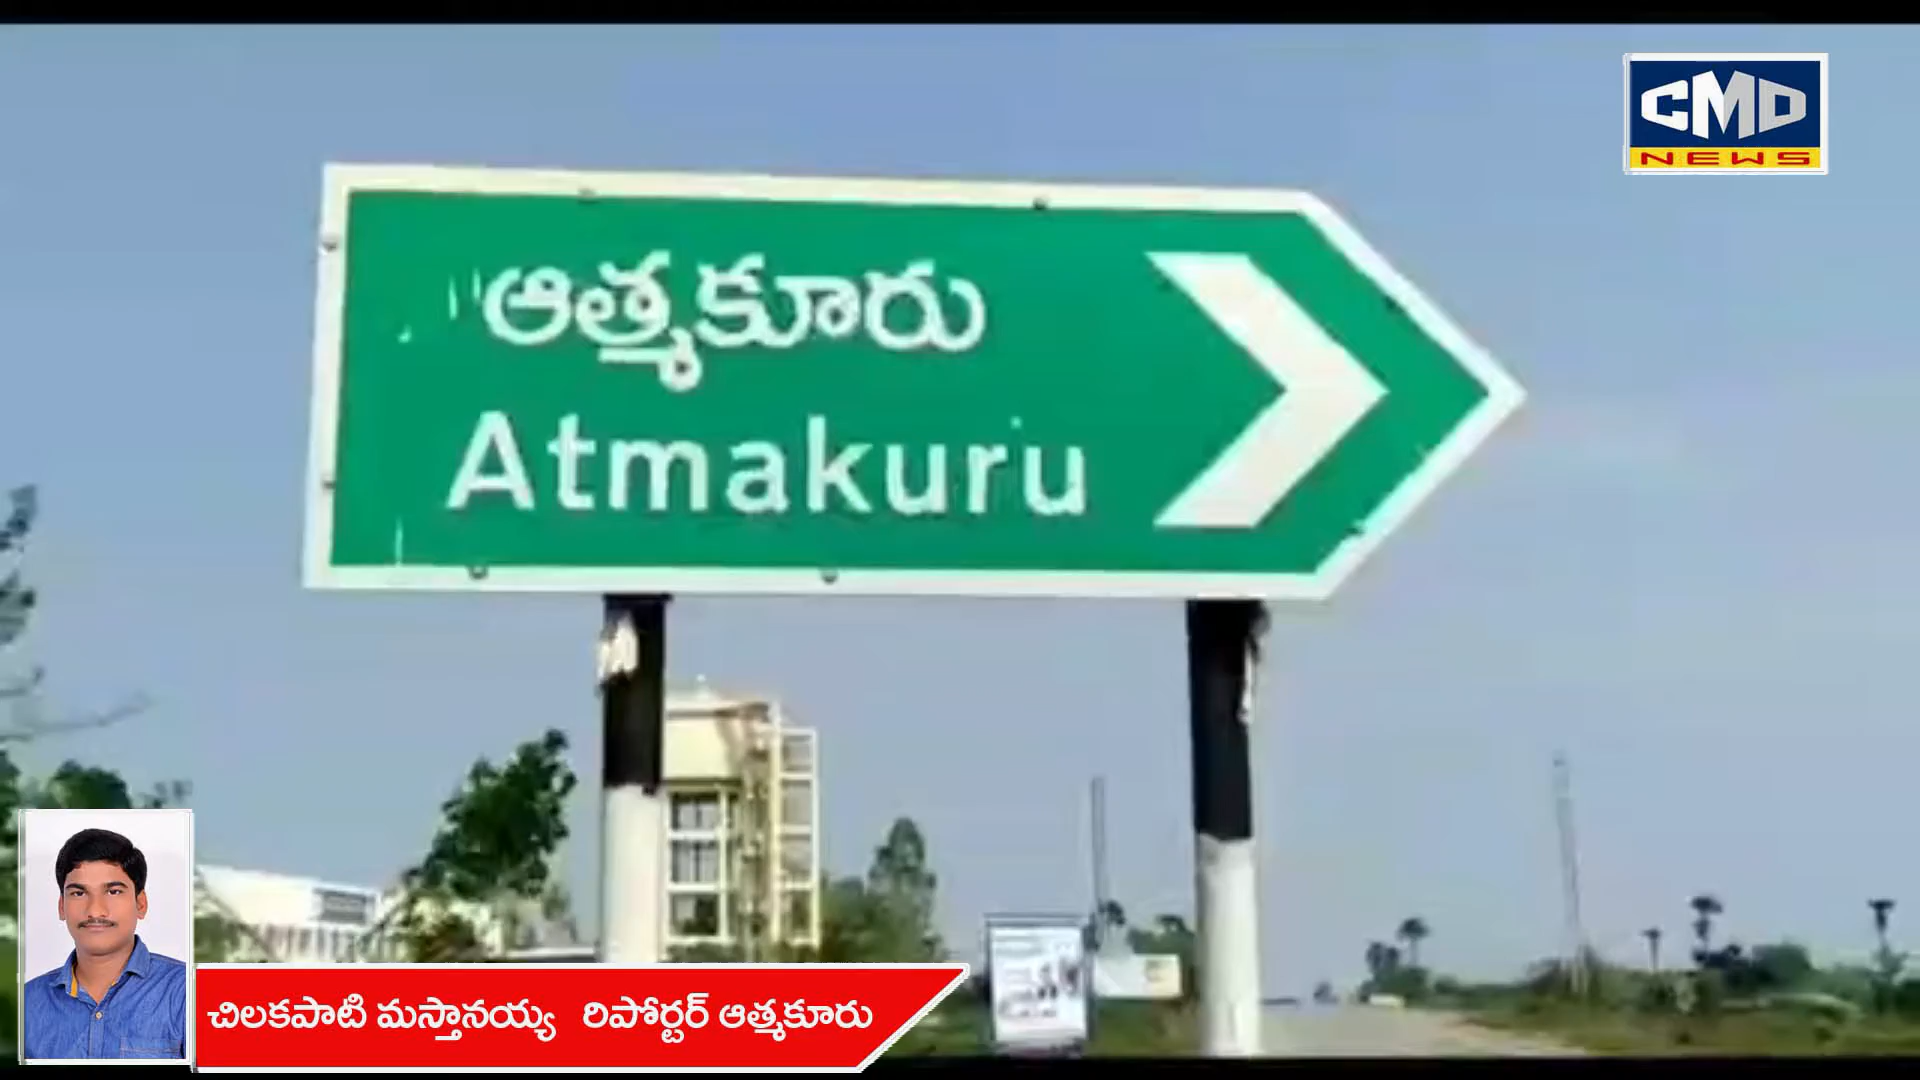 CMD
NEWS
ఆత్మకూరు
Atmakuru
చిలకపాటి మస్తానయ్య రిపోర్టర్ ఆత్మకూరు